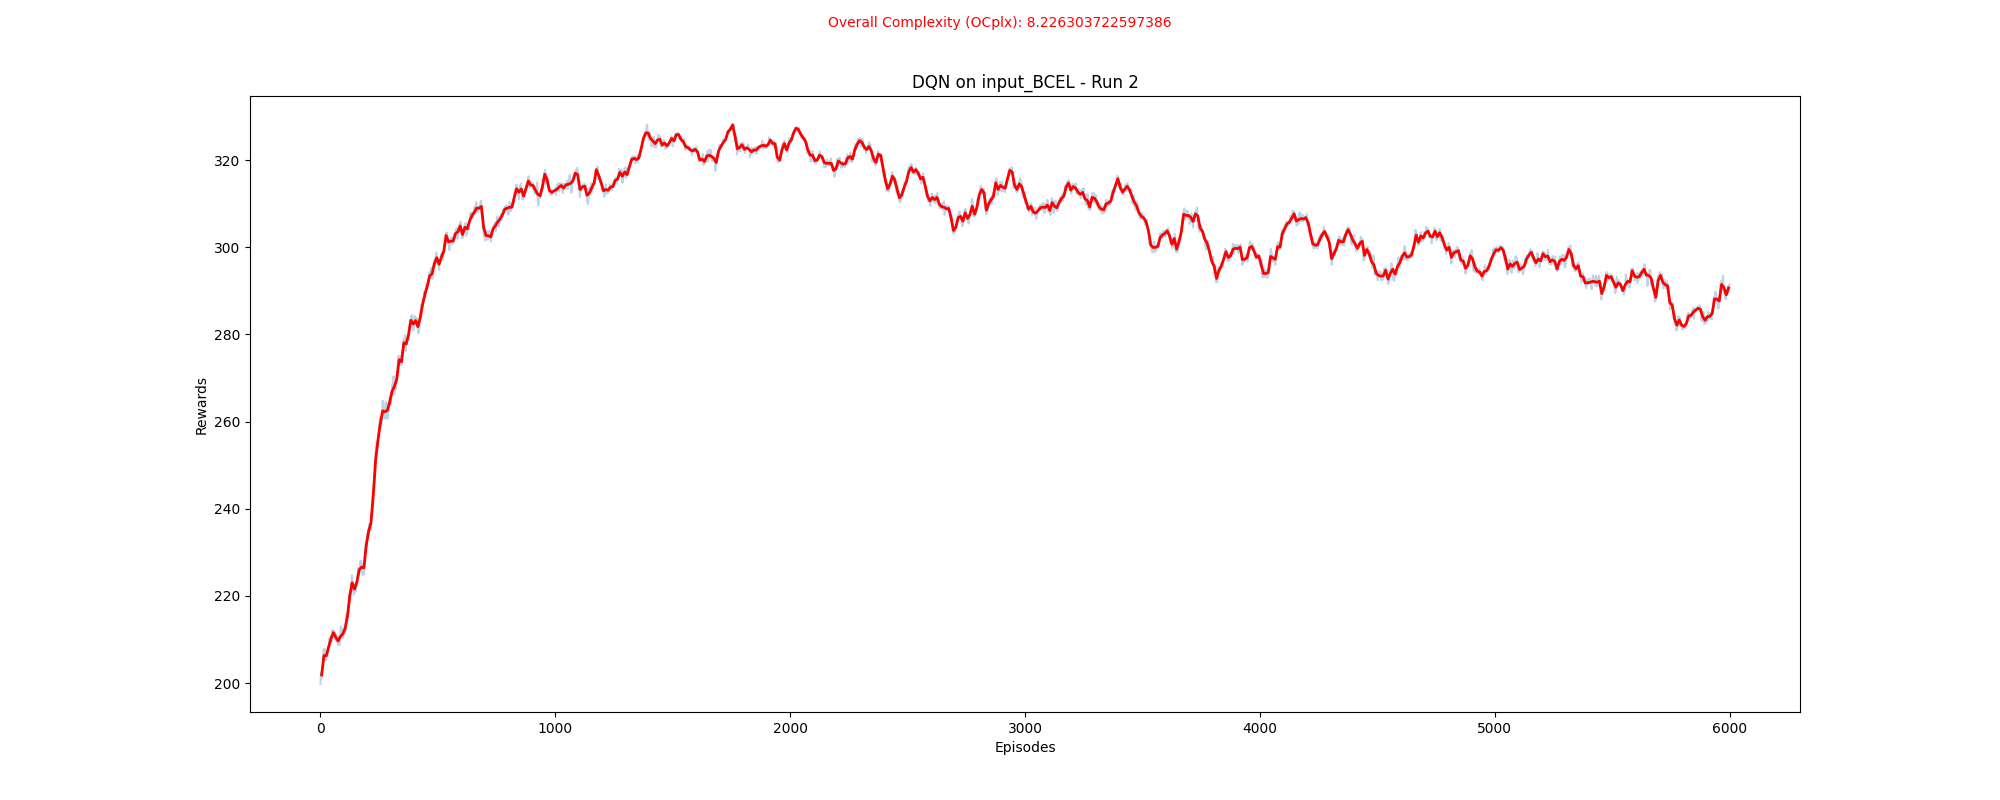 Overall Complexity (OCplx): 8.226303722597386
DQN on input_BCEL - Run 2
Rewards
320
300
280
260
240
220
200
0 1000 2000 3000 4000 5000 6000
Episodes